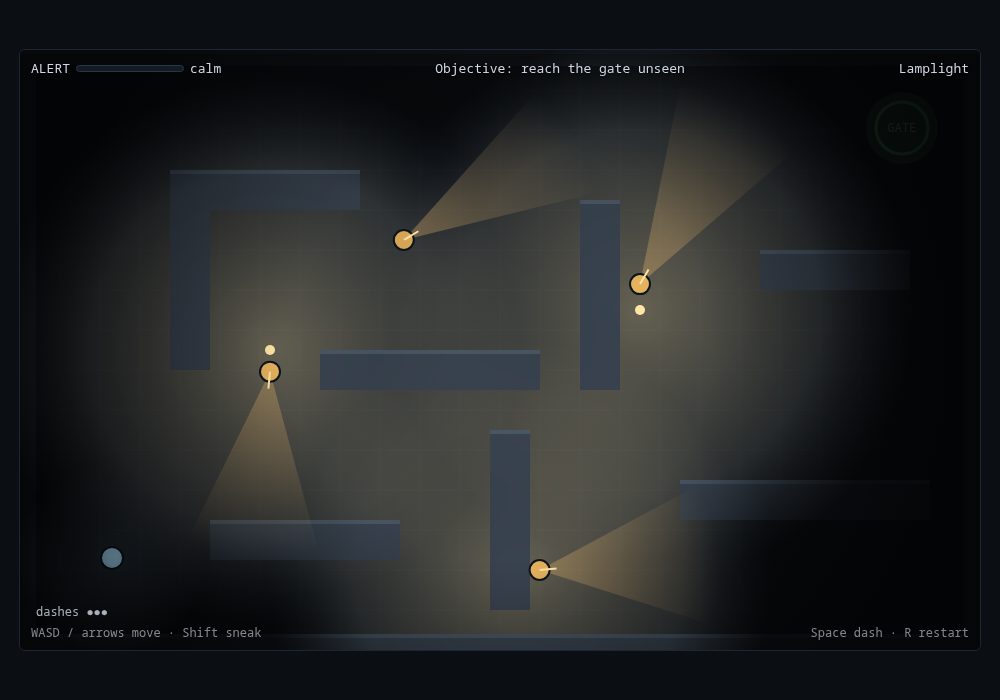 ALERT calm
Objective: reach the gate unseen
Lamplight
GATE
dashes ●●●
WASD / arrows move · Shift sneak
Space dash · R restart